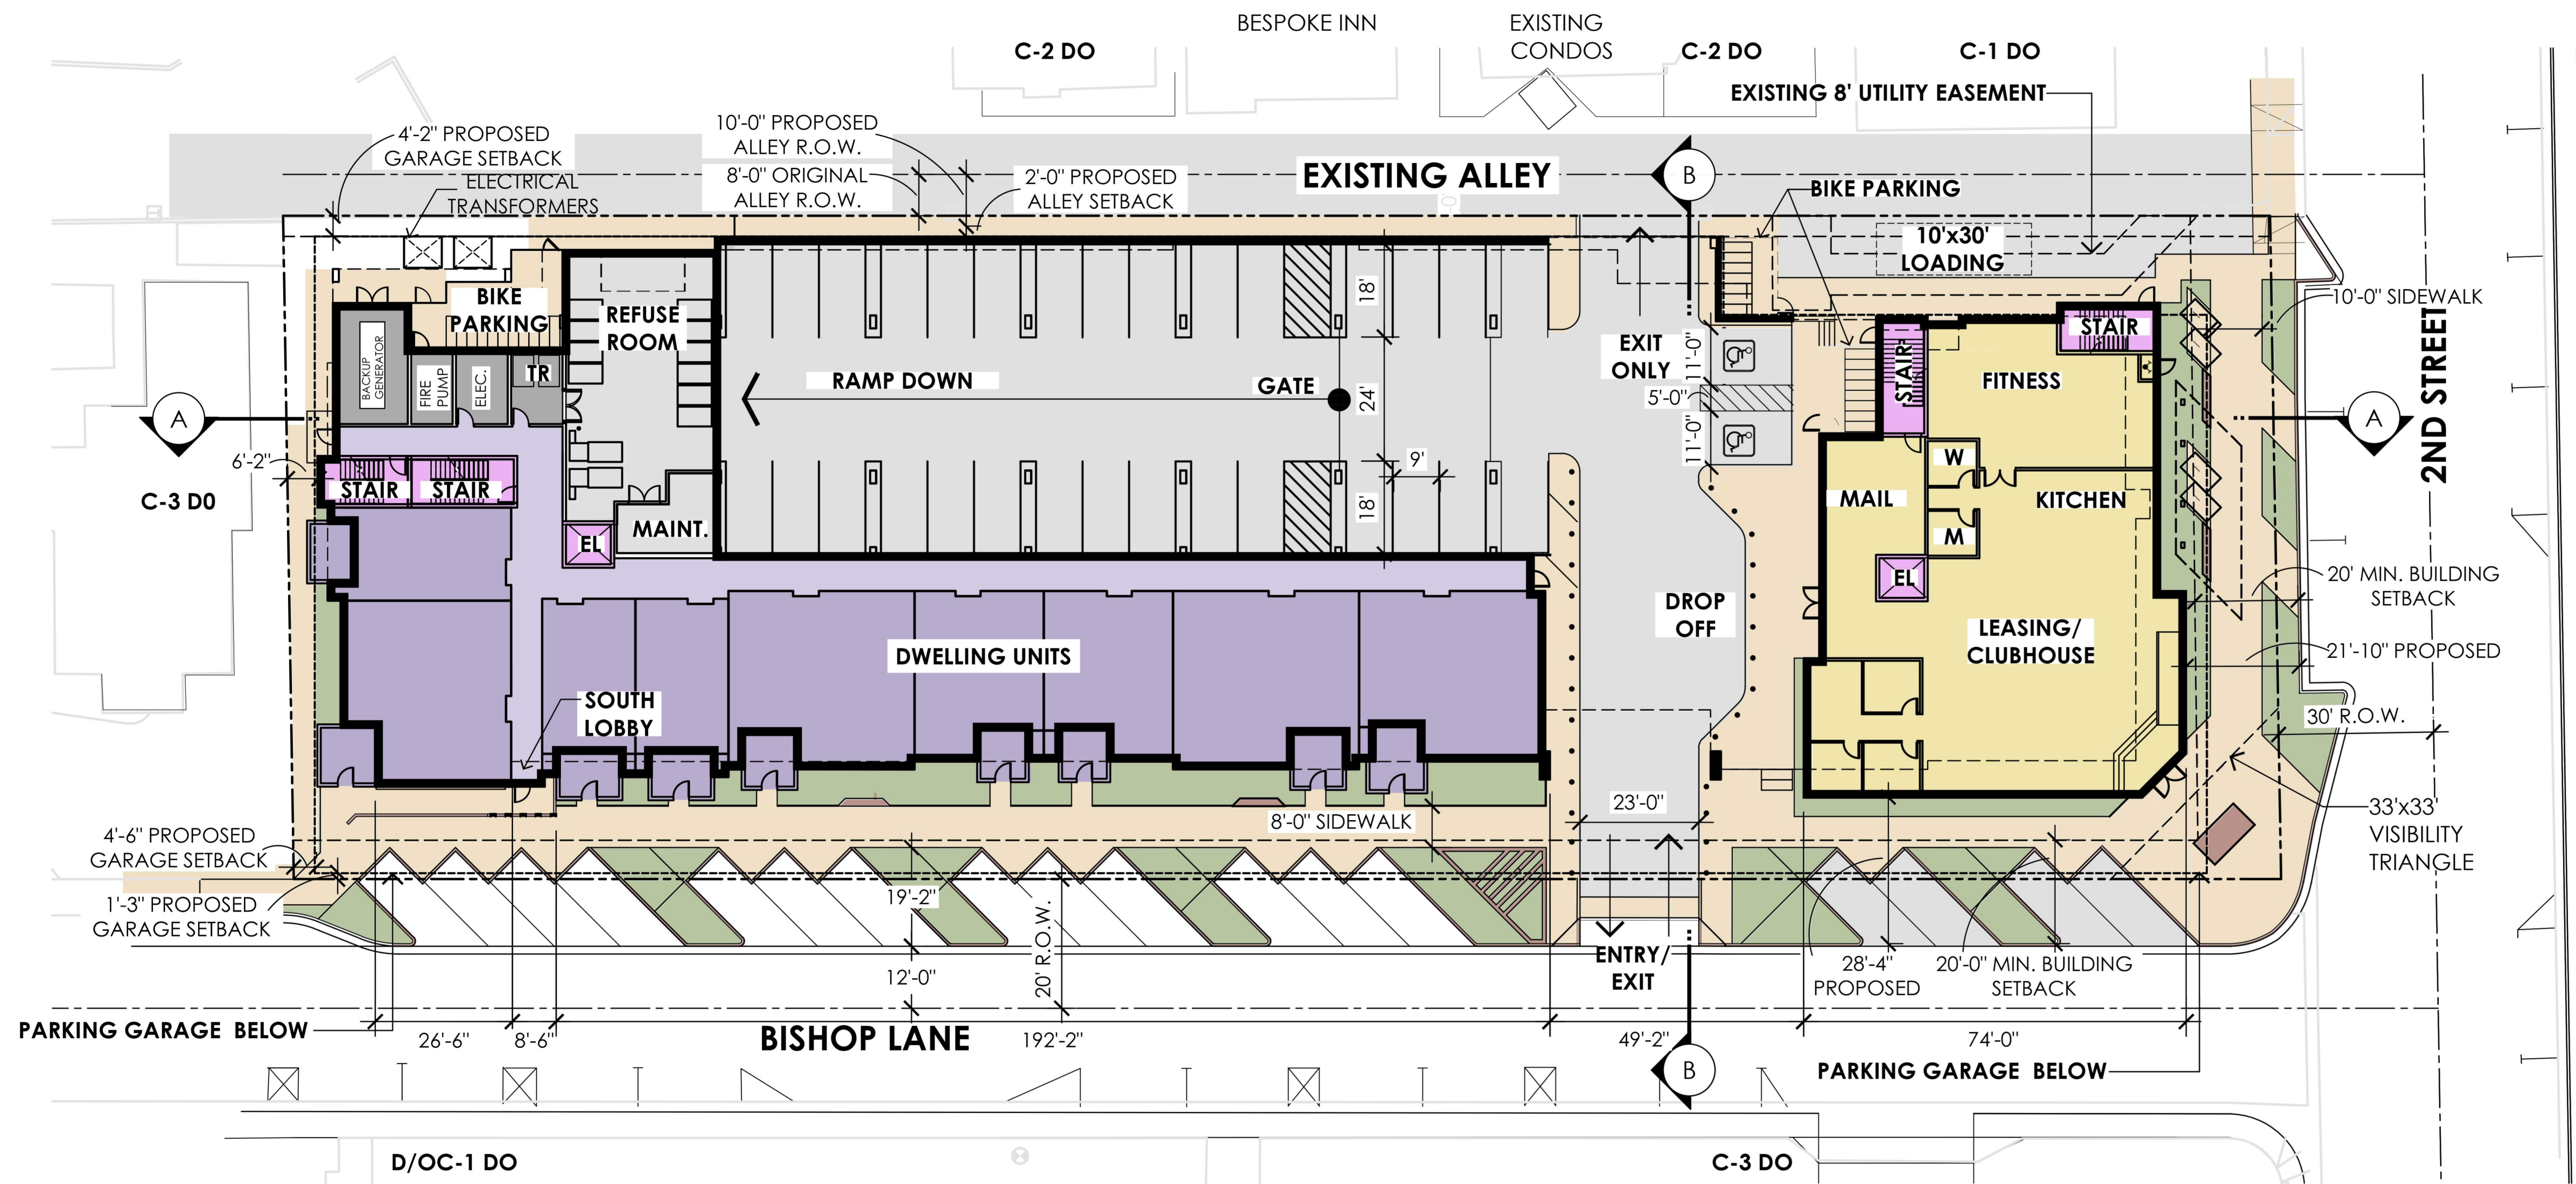 BESPOKE INN
EXISTING
CONDOS
C-2 DO
C-2 DO
C-1 DO
EXISTING 8' UTILITY EASEMENT
4'-2" PROPOSED
GARAGE SETBACK
ELECTRICAL
TRANSFORMERS
10'-0" PROPOSED
ALLEY R.O.W.
8'-0" ORIGINAL
ALLEY R.O.W.
2'-0" PROPOSED
ALLEY SETBACK
EXISTING ALLEY
B
BIKE PARKING
10'x30'
LOADING
10'-0" SIDEWALK
BIKE
PARKING
REFUSE
ROOM
BACKUP
GENERATOR
FIRE
PUMP
ELEC.
TR
RAMP DOWN
GATE
18'
24'
18'
9'
EXIT
ONLY
11'-0"
5'-0"
11'-0"
STAIR
STAIR
FITNESS
2ND STREET
A
A
6'-2"
C-3 D0
STAIR
STAIR
EL
MAINT.
MAIL
W
M
KITCHEN
EL
DROP
OFF
LEASING/
CLUBHOUSE
20' MIN. BUILDING
SETBACK
21'-10" PROPOSED
30' R.O.W.
DWELLING UNITS
SOUTH
LOBBY
23'-0"
8'-0" SIDEWALK
33'x33'
VISIBILITY
TRIANGLE
4'-6" PROPOSED
GARAGE SETBACK
1'-3" PROPOSED
GARAGE SETBACK
19'-2"
20' R.O.W.
12'-0"
ENTRY/
EXIT
28'-4"
PROPOSED
20'-0" MIN. BUILDING
SETBACK
PARKING GARAGE BELOW
26'-6"
8'-6"
BISHOP LANE
192'-2"
49'-2"
74'-0"
B
PARKING GARAGE BELOW
D/OC-1 DO
C-3 DO